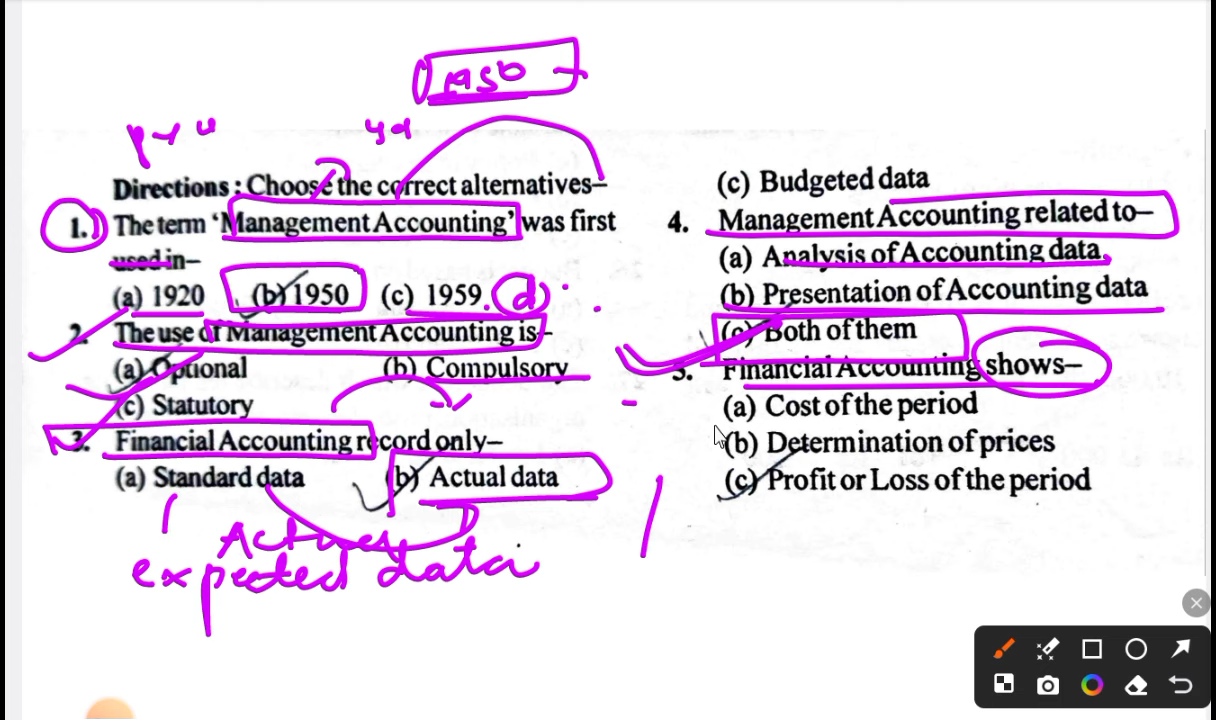 1950
Directions : Choose the correct alternatives–
1. The term 'Management Accounting' was first
used in–
(a) 1920 (b) 1950 (c) 1959. (d)
2. The use of Management Accounting is–
(a) Optional (b) Compulsory
(c) Statutory
3. Financial Accounting record only–
(a) Standard data (b) Actual data
expected data
(c) Budgeted data
4. Management Accounting related to–
(a) Analysis of Accounting data
(b) Presentation of Accounting data
(c) Both of them
5. Financial Accounting shows–
(a) Cost of the period
(b) Determination of prices
(c) Profit or Loss of the period